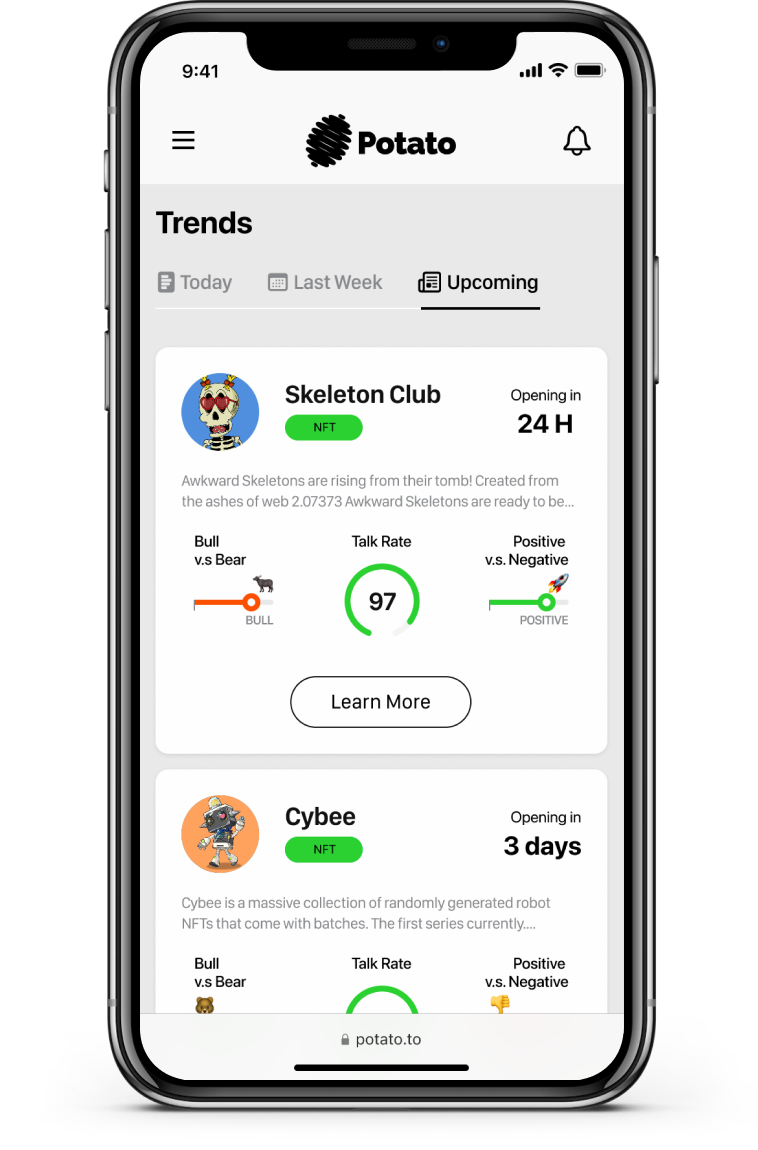 9:41
Potato
Trends
Today Last Week Upcoming
Skeleton Club
NFT
Opening in
24 H
Awkward Skeletons are rising from their tomb! Created from
the ashes of web 2.07373 Awkward Skeletons are ready to be...
Bull
v.s Bear
BULL
Talk Rate
97
Positive
v.s. Negative
POSITIVE
Learn More
Cybee
NFT
Opening in
3 days
Cybee is a massive collection of randomly generated robot
NFTs that come with batches. The first series currently....
Bull
v.s Bear
Talk Rate
Positive
v.s. Negative
potato.to